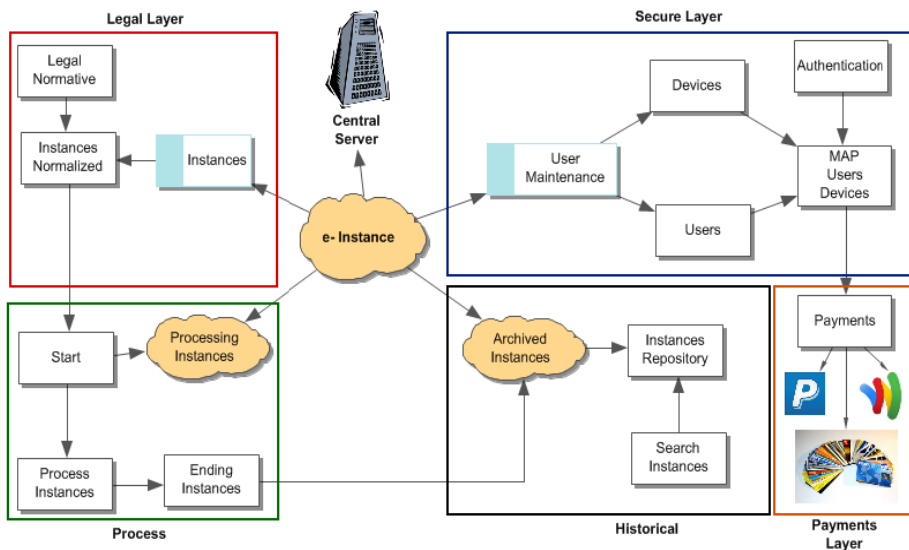 Legal Layer
Secure Layer
Legal
Normative
Instances
Normalized
Instances
Central
Server
Devices
Authentication
User
Maintenance
MAP
Users
Devices
Users
e- Instance
Start
Processing
Instances
Archived
Instances
Instances
Repository
Payments
P
Process
Instances
Ending
Instances
Search
Instances
Process
Historical
Payments
Layer